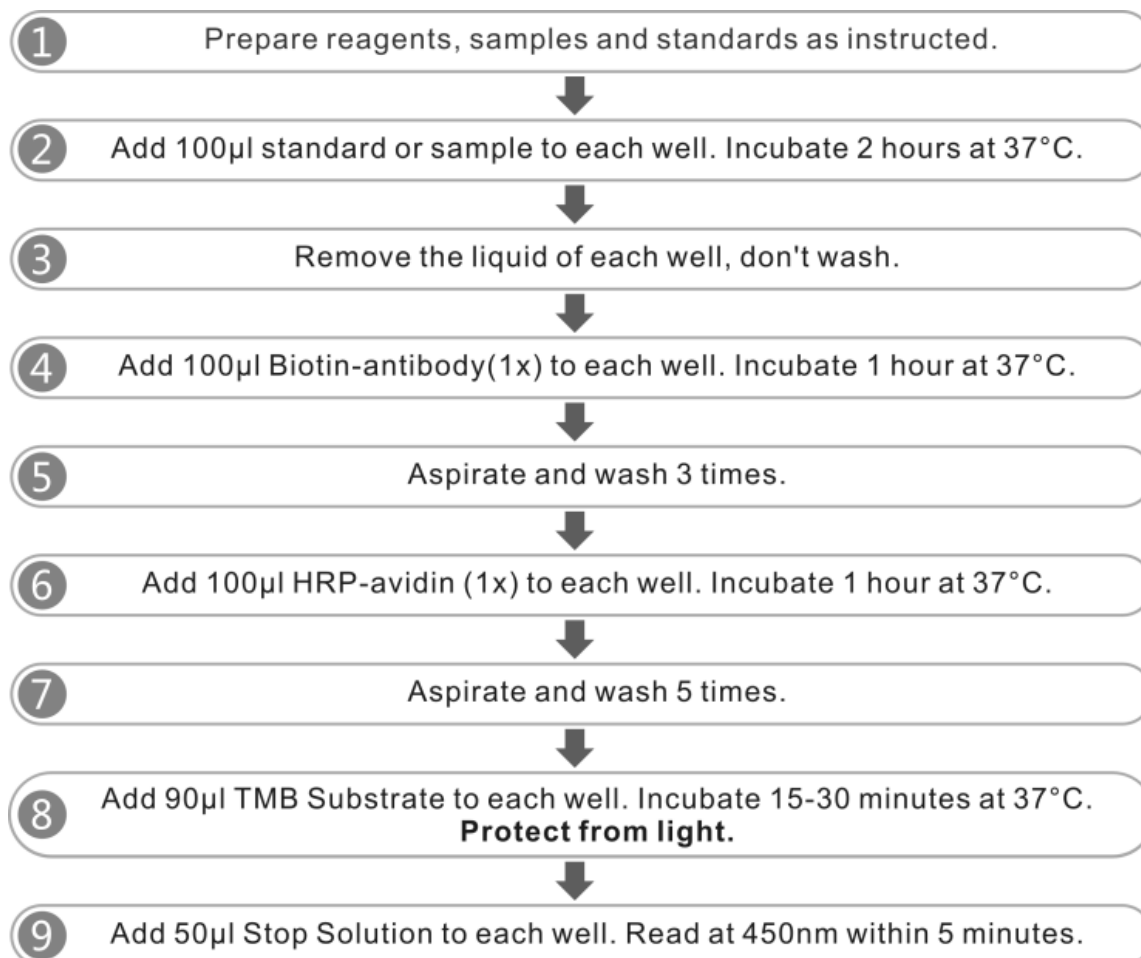 1 Prepare reagents, samples and standards as instructed.
2 Add 100μl standard or sample to each well. Incubate 2 hours at 37°C.
3 Remove the liquid of each well, don't wash.
4 Add 100μl Biotin-antibody(1x) to each well. Incubate 1 hour at 37°C.
5 Aspirate and wash 3 times.
6 Add 100μl HRP-avidin (1x) to each well. Incubate 1 hour at 37°C.
7 Aspirate and wash 5 times.
8 Add 90μl TMB Substrate to each well. Incubate 15-30 minutes at 37°C.
Protect from light.
9 Add 50μl Stop Solution to each well. Read at 450nm within 5 minutes.